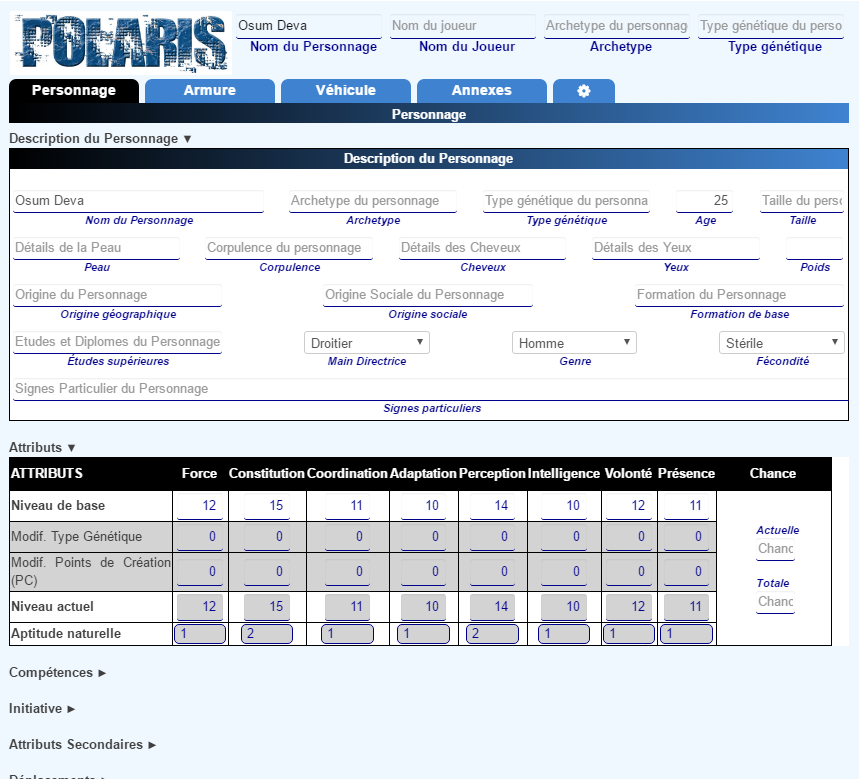 POLARIS
Osum Deva Nom du joueur Archetype du personnag Type génétique du perso
Nom du Personnage Nom du Joueur Archetype Type génétique
Personnage Armure Véhicule Annexes
Personnage
Description du Personnage ▼
Description du Personnage
Osum Deva Archetype du personnage Type génétique du personna 25 Taille du persc
Nom du Personnage Archetype Type génétique Age Taille
Détails de la Peau Corpulence du personnage Détails des Cheveux Détails des Yeux
Peau Corpulence Cheveux Yeux Poids
Origine du Personnage Origine Sociale du Personnage Formation du Personnage
Origine géographique Origine sociale Formation de base
Etudes et Diplomes du Personnage Droitier ▼ Homme ▼ Stérile ▼
Études supérieures Main Directrice Genre Fécondité
Signes Particulier du Personnage
Signes particuliers
Attributs ▼
ATTRIBUTS Force Constitution Coordination Adaptation Perception Intelligence Volonté Présence Chance
Niveau de base 12 15 11 10 14 10 12 11
Actuelle
Modif. Type Génétique 0 0 0 0 0 0 0 0
Chanc
Modif. Points de Création (PC) 0 0 0 0 0 0 0 0
Totale
Niveau actuel 12 15 11 10 14 10 12 11
Chanc
Aptitude naturelle 1 2 1 1 2 1 1 1
Compétences ►
Initiative ►
Attributs Secondaires ►
Déplacements ►